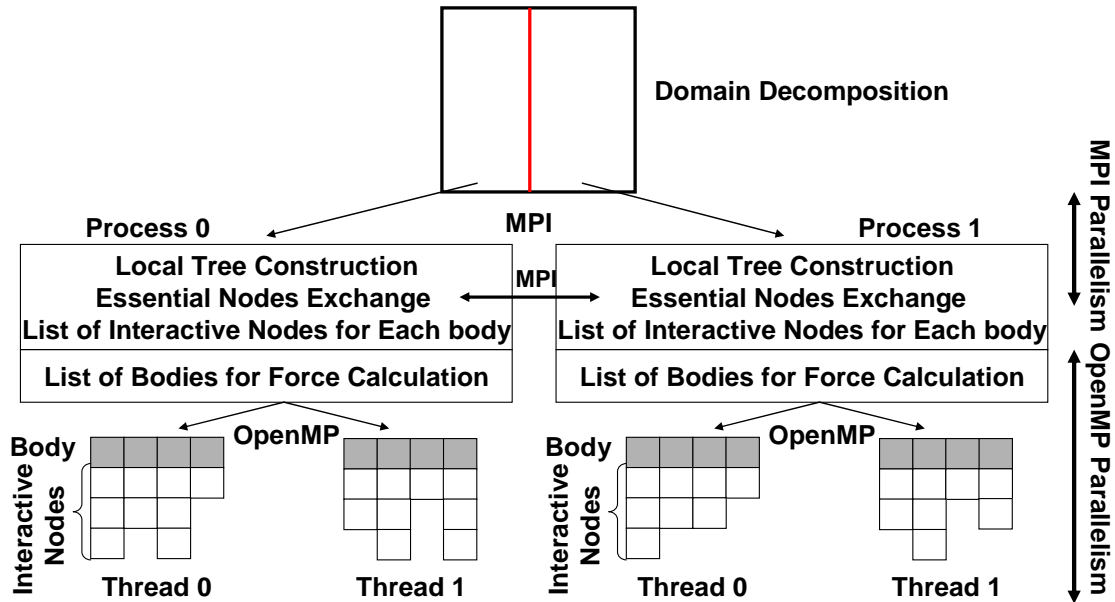 Domain Decomposition
MPI Parallelism
MPI
Process 0
Process 1
Local Tree Construction
Essential Nodes Exchange
List of Interactive Nodes for Each body
MPI
Local Tree Construction
Essential Nodes Exchange
List of Interactive Nodes for Each body
List of Bodies for Force Calculation
List of Bodies for Force Calculation
OpenMP Parallelism
OpenMP
OpenMP
Body
Interactive
Nodes
Body
Interactive
Nodes
Thread 0
Thread 1
Thread 0
Thread 1